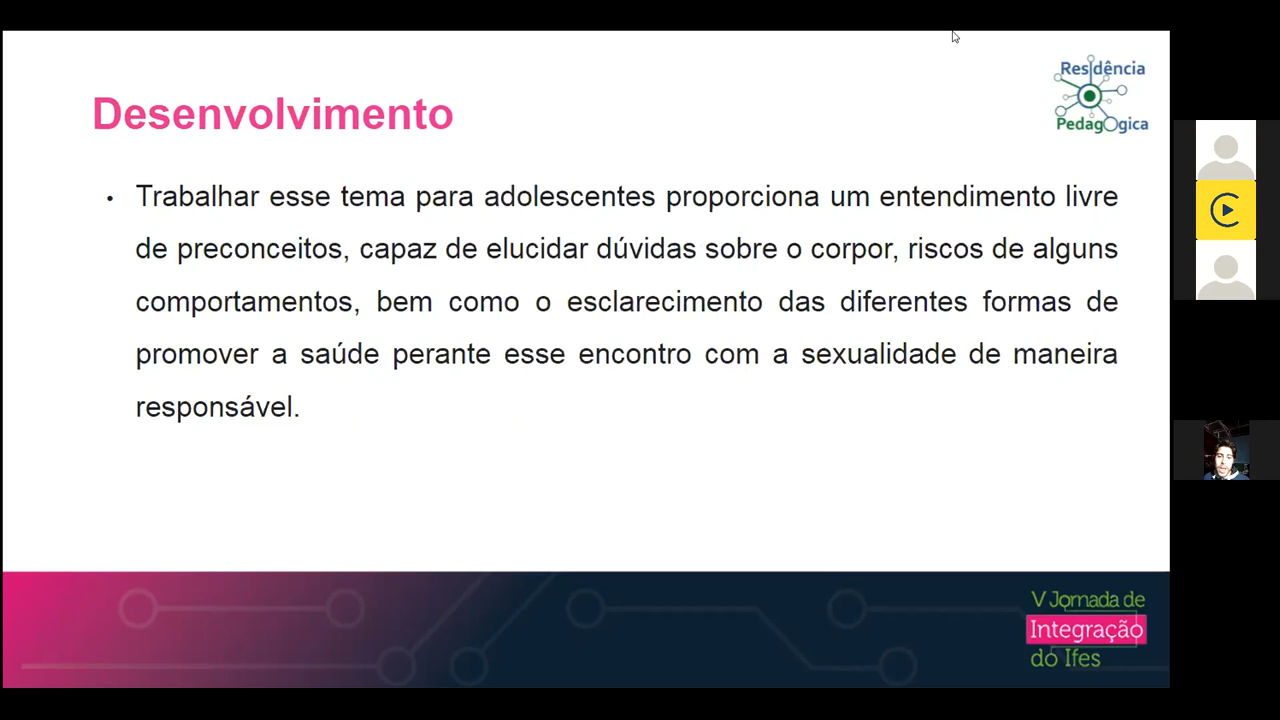 Residência
Pedagógica
Desenvolvimento
• Trabalhar esse tema para adolescentes proporciona um entendimento livre
de preconceitos, capaz de elucidar dúvidas sobre o corpor, riscos de alguns
comportamentos, bem como o esclarecimento das diferentes formas de
promover a saúde perante esse encontro com a sexualidade de maneira
responsável.
V Jornada de
Integração
do Ifes